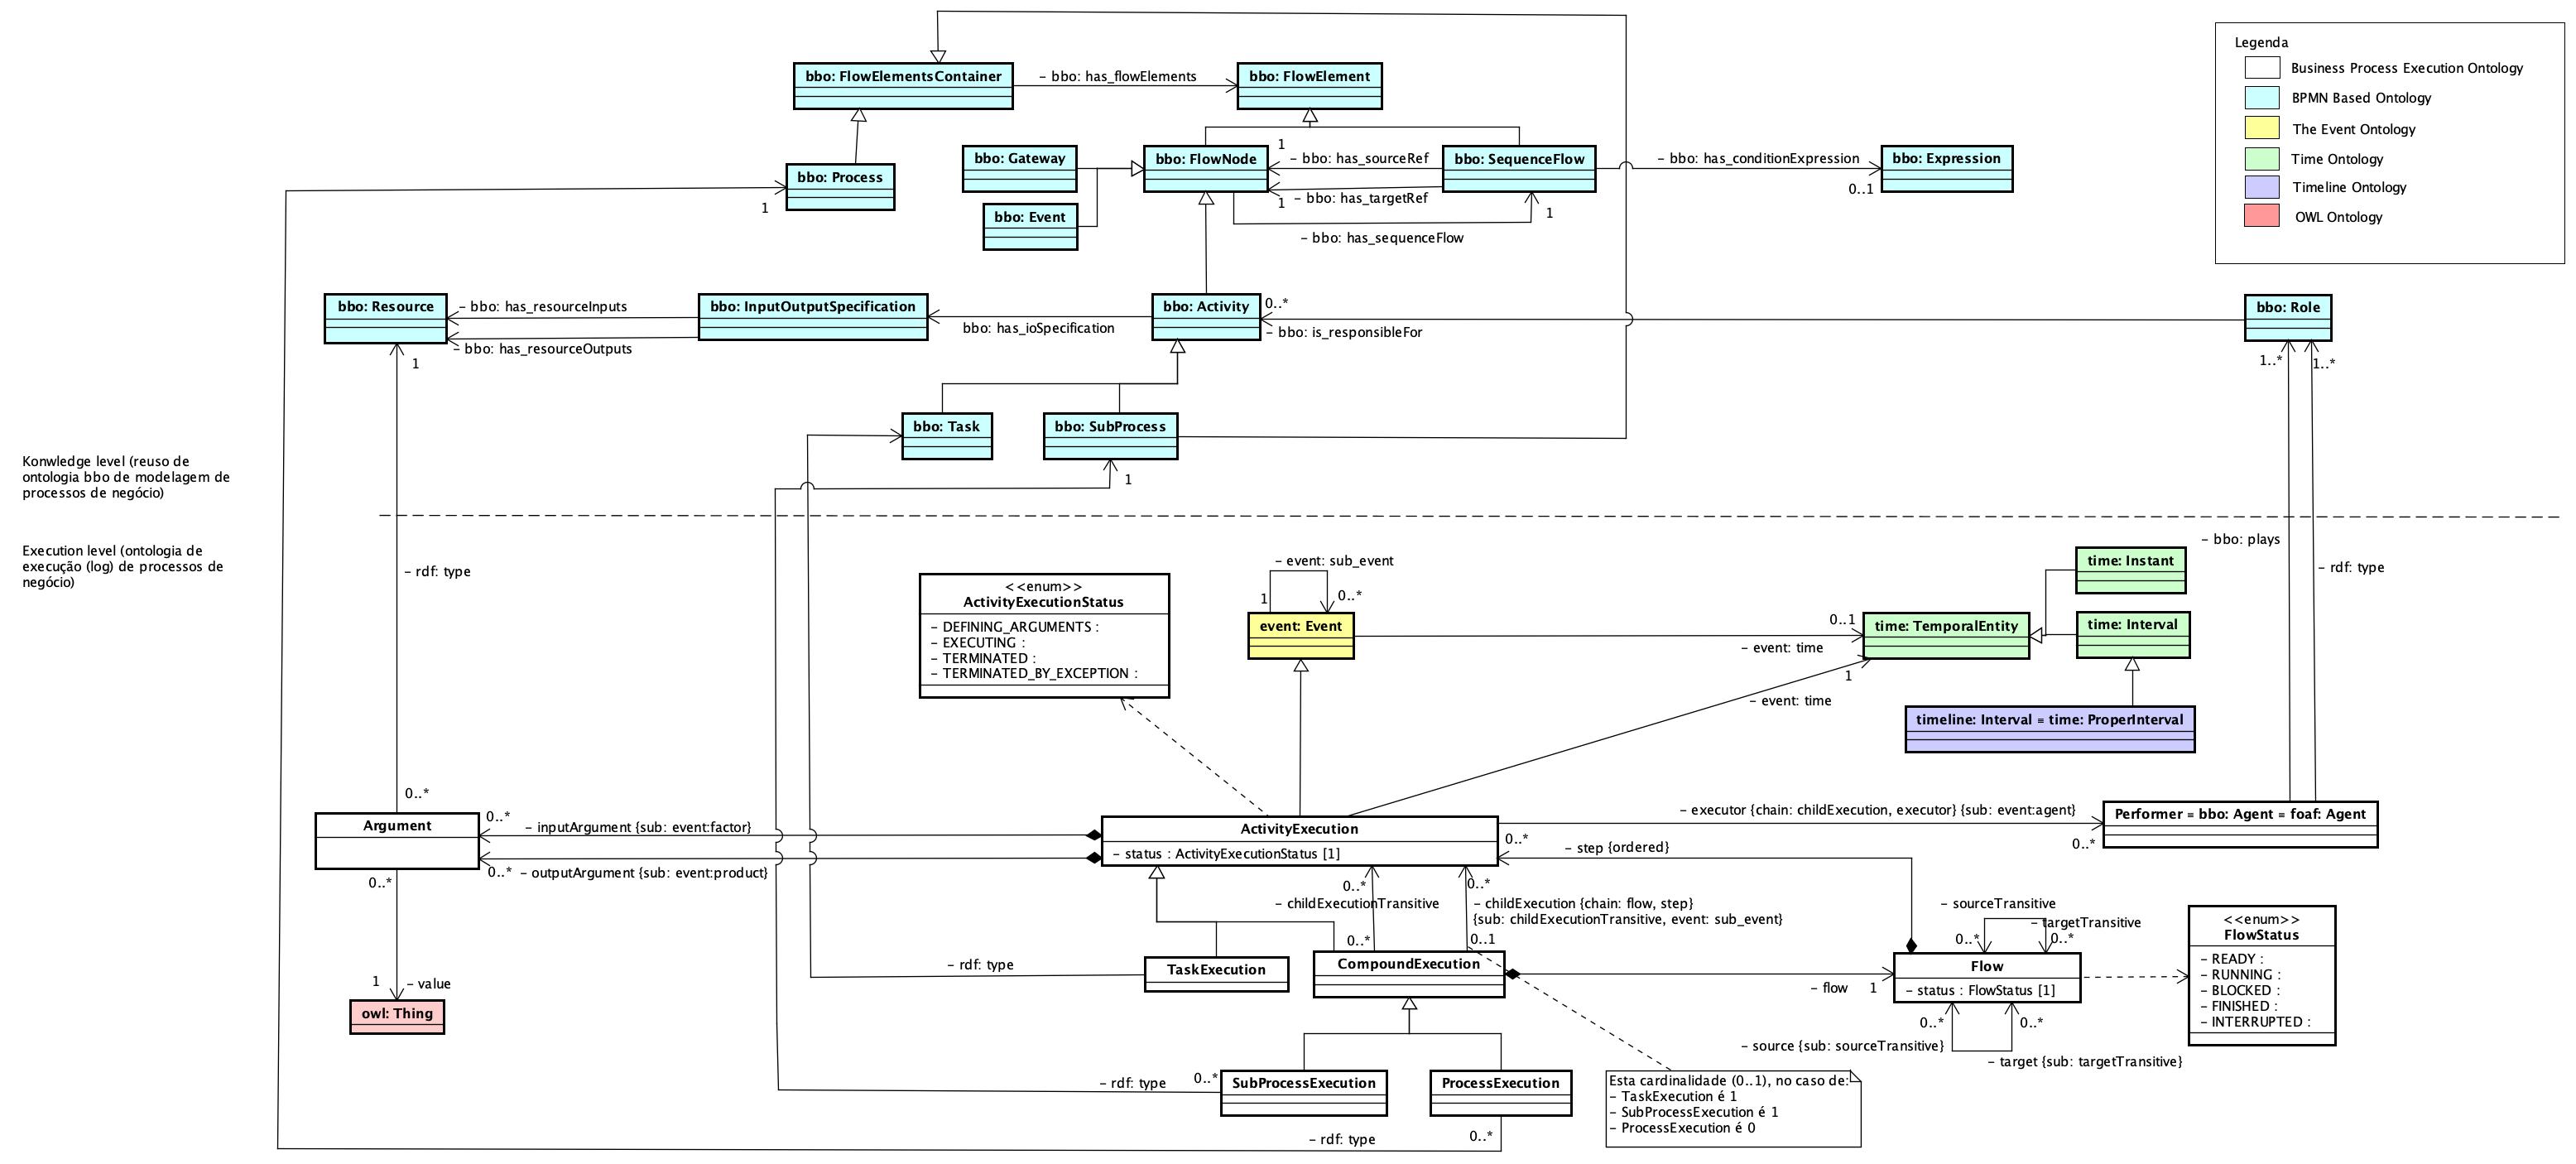 Legenda
Business Process Execution Ontology
BPMN Based Ontology
The Event Ontology
Time Ontology
Timeline Ontology
OWL Ontology
bbo: FlowElementsContainer
– bbo: has_flowElements
bbo: FlowElement
bbo: Process
1
bbo: Gateway
bbo: Event
bbo: FlowNode
1
– bbo: has_sourceRef
1
– bbo: has_targetRef
bbo: SequenceFlow
1
– bbo: has_sequenceFlow
– bbo: has_conditionExpression
0..1
bbo: Expression
bbo: Resource
– bbo: has_resourceInputs
– bbo: has_resourceOutputs
1
bbo: InputOutputSpecification
bbo: has_ioSpecification
bbo: Activity
0..*
– bbo: is_responsibleFor
bbo: Role
1..*
1..*
bbo: Task
bbo: SubProcess
1
Konwledge level (reuso de
ontologia bbo de modelagem de
processos de negócio)
Execution level (ontologia de
execução (log) de processos de
negócio)
– rdf: type
– bbo: plays
– rdf: type
<<enum>>
ActivityExecutionStatus
– DEFINING_ARGUMENTS :
– EXECUTING :
– TERMINATED :
– TERMINATED_BY_EXCEPTION :
– event: sub_event
1
0..*
event: Event
0..1
– event: time
time: TemporalEntity
time: Instant
time: Interval
1
– event: time
timeline: Interval = time: ProperInterval
0..*
Argument
0..*
– inputArgument {sub: event:factor}
0..*
– outputArgument {sub: event:product}
0..*
1
– value
owl: Thing
ActivityExecution
– status : ActivityExecutionStatus [1]
– executor {chain: childExecution, executor} {sub: event:agent}
0..*
Performer = bbo: Agent = foaf: Agent
0..*
– step {ordered}
0..*
– childExecutionTransitive
0..*
0..*
– childExecution {chain: flow, step}
{sub: childExecutionTransitive, event: sub_event}
0..1
– rdf: type
TaskExecution
CompoundExecution
– flow
1
– sourceTransitive
– targetTransitive
0..*
0..*
Flow
– status : FlowStatus [1]
0..*
0..*
– source {sub: sourceTransitive}
– target {sub: targetTransitive}
<<enum>>
FlowStatus
– READY :
– RUNNING :
– BLOCKED :
– FINISHED :
– INTERRUPTED :
– rdf: type
0..*
SubProcessExecution
ProcessExecution
– rdf: type
0..*
Esta cardinalidade (0..1), no caso de:
– TaskExecution é 1
– SubProcessExecution é 1
– ProcessExecution é 0